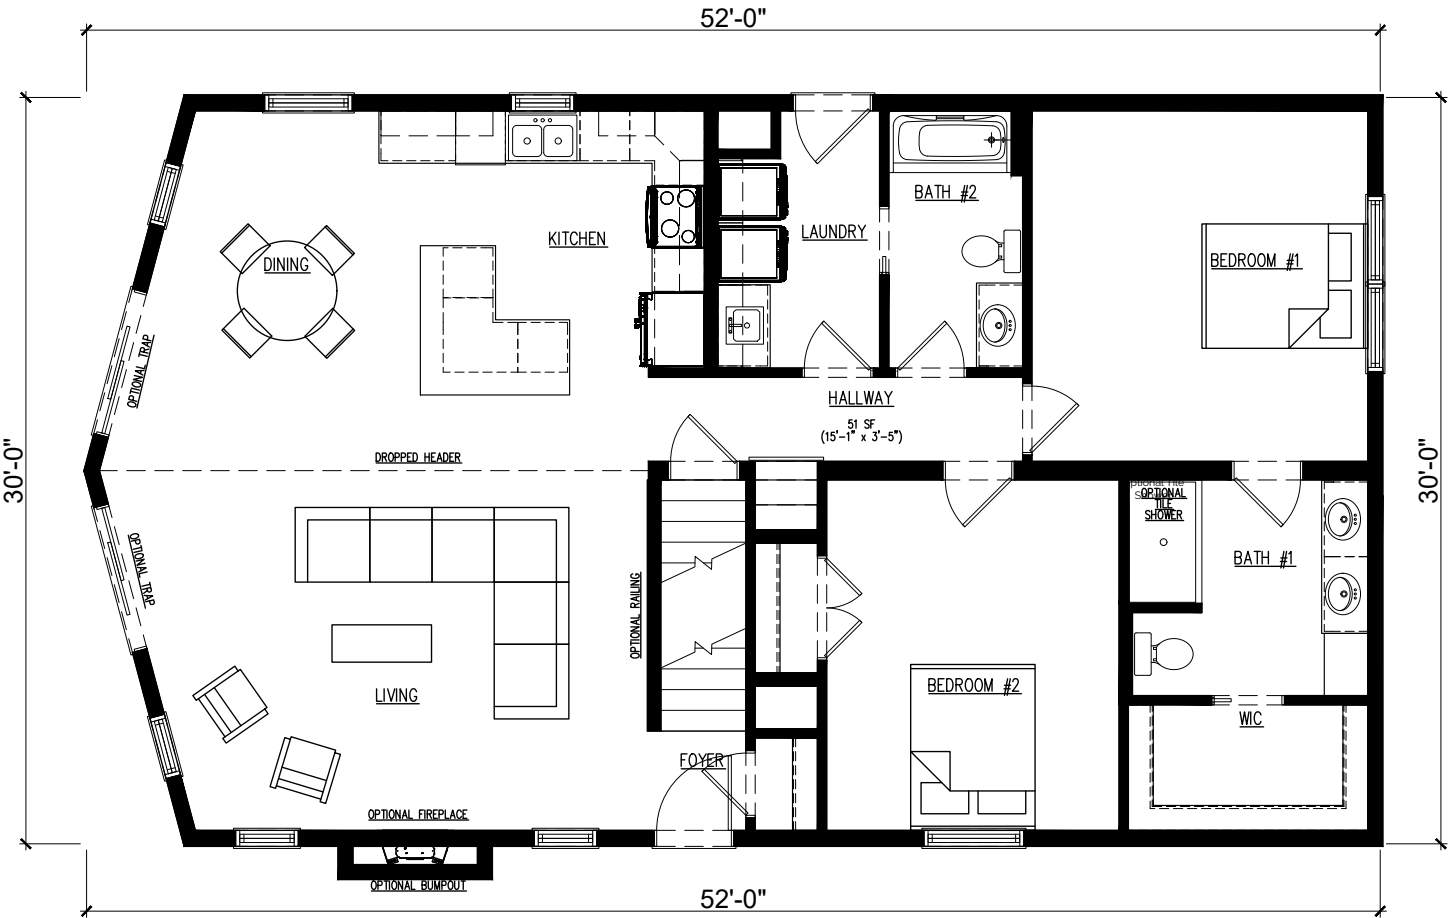 52'-0"
30'-0"
30'-0"
KITCHEN
DINING
LAUNDRY
BATH #2
BEDROOM #1
OPTIONAL TRAP
HALLWAY
51 SF
(15'-1" x 3'-5")
DROPPED HEADER
OPTIONAL TRAP
OPTIONAL RAILING
OPTIONAL
TILE
SHOWER
BATH #1
LIVING
BEDROOM #2
WIC
FOYER
OPTIONAL FIREPLACE
OPTIONAL BUMPOUT
52'-0"